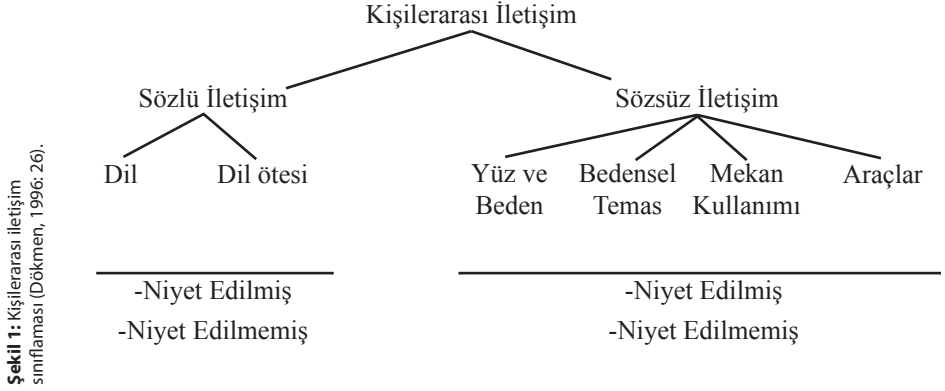 Kişilerarası İletişim
Sözlü İletişim
Sözsüz İletişim
Dil
Dil ötesi
Yüz ve
Beden
Bedensel
Temas
Mekan
Kullanımı
Araçlar
-Niyet Edilmiş
-Niyet Edilmemiş
-Niyet Edilmiş
-Niyet Edilmemiş
Şekil 1: Kişilerarası iletişim
sınıflaması (Dökmen, 1996: 26).